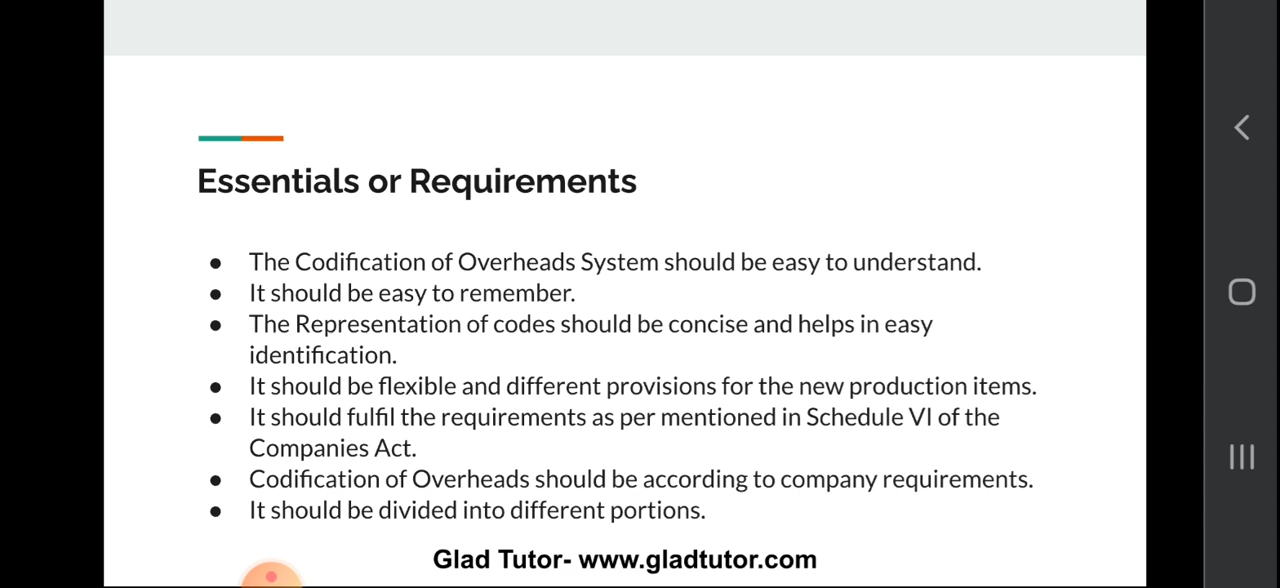 Essentials or Requirements
● The Codification of Overheads System should be easy to understand.
● It should be easy to remember.
● The Representation of codes should be concise and helps in easy
identification.
● It should be flexible and different provisions for the new production items.
● It should fulfil the requirements as per mentioned in Schedule VI of the
Companies Act.
● Codification of Overheads should be according to company requirements.
● It should be divided into different portions.
Glad Tutor- www.gladtutor.com